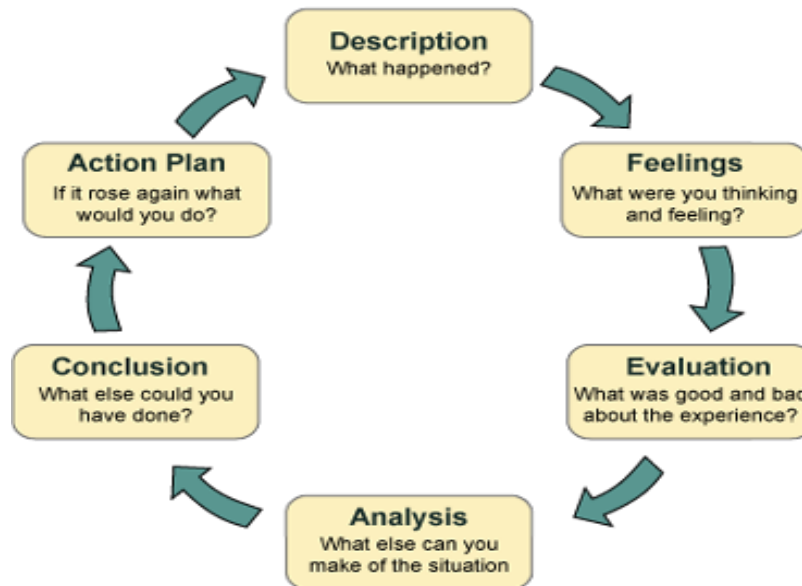 Description
What happened?
Feelings
What were you thinking
and feeling?
Evaluation
What was good and bad
about the experience?
Analysis
What else can you
make of the situation
Conclusion
What else could you
have done?
Action Plan
If it rose again what
would you do?